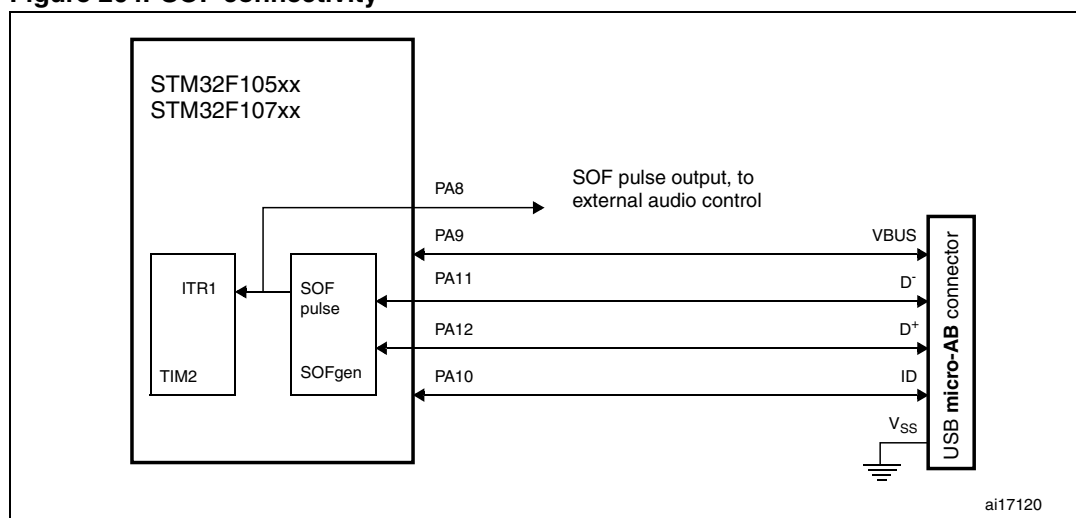 STM32F105xx
STM32F107xx
PA8
SOF pulse output, to
external audio control
PA9
VBUS
PA11
D-
ITR1
SOF
pulse
PA12
D+
TIM2
SOFgen
PA10
ID
VSS
USB micro-AB connector
ai17120